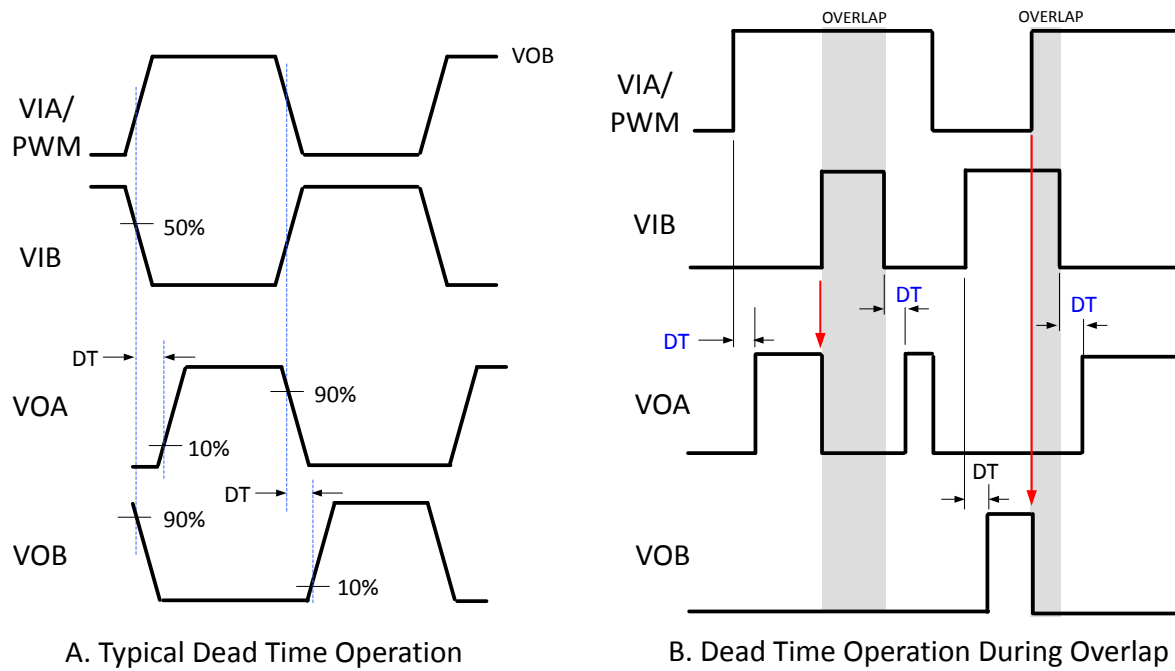 VOB
VIA/
PWM
50%
VIB
DT
90%
VOA
10%
DT
90%
VOB
10%
A. Typical Dead Time Operation
OVERLAP
OVERLAP
VIA/
PWM
VIB
DT
DT
DT
VOA
DT
VOB
B. Dead Time Operation During Overlap